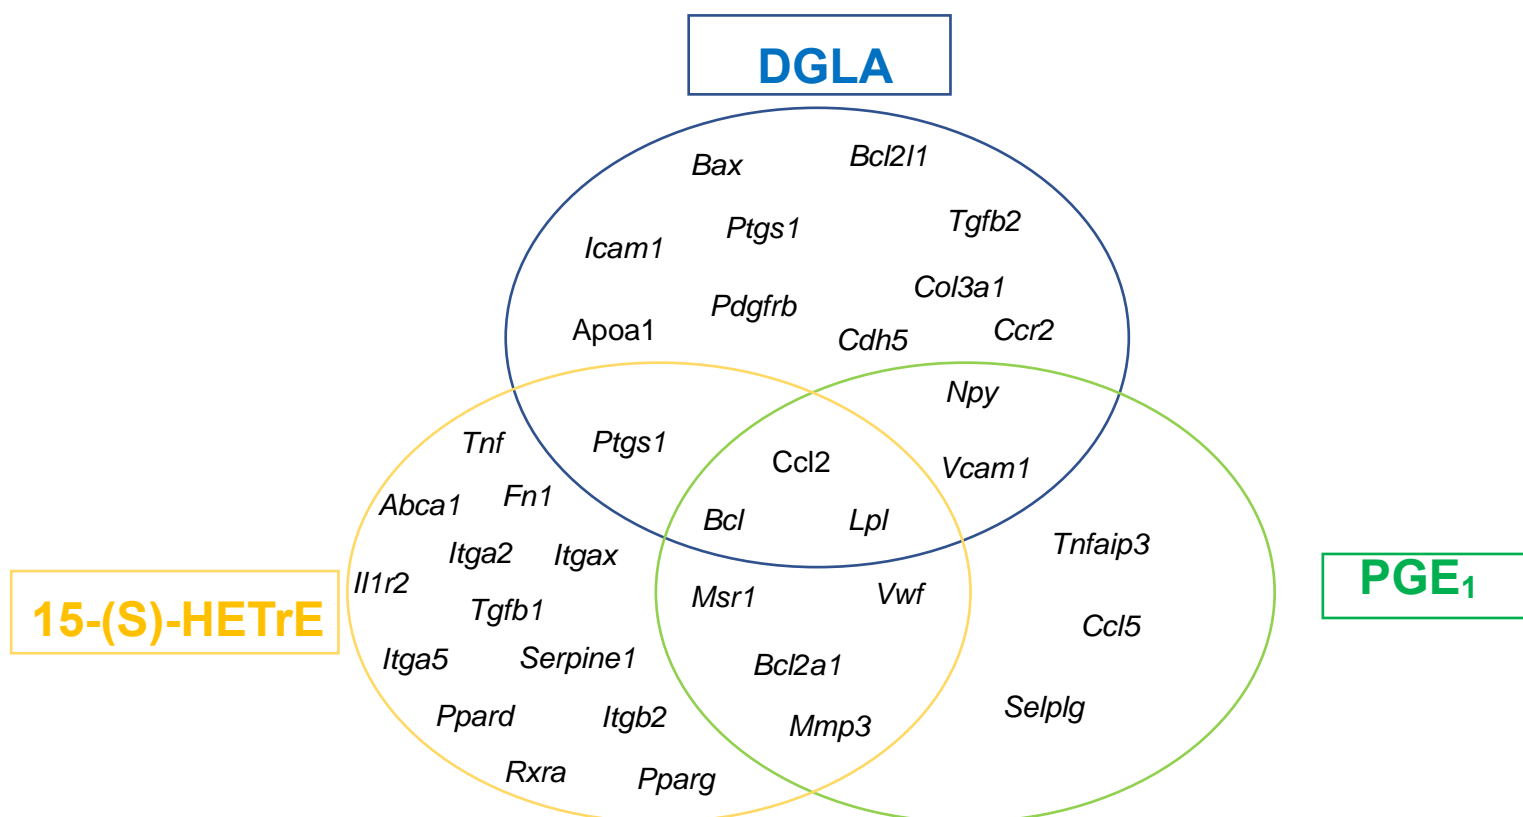 DGLA
Bax
Bcl2l1
Ptgs1
Tgfb2
Icam1
Col3a1
Pdgfrb
Apoa1
Cdh5
Ccr2
Npy
Tnf
Ptgs1
Ccl2
Vcam1
Abca1
Fn1
Bcl
Lpl
Itga2
Itgax
Tnfaip3
Il1r2
Msr1
Vwf
PGE₁
15-(S)-HETrE
Tgfb1
Ccl5
Itga5
Serpine1
Bcl2a1
Ppard
Itgb2
Mmp3
Selplg
Rxra
Pparg